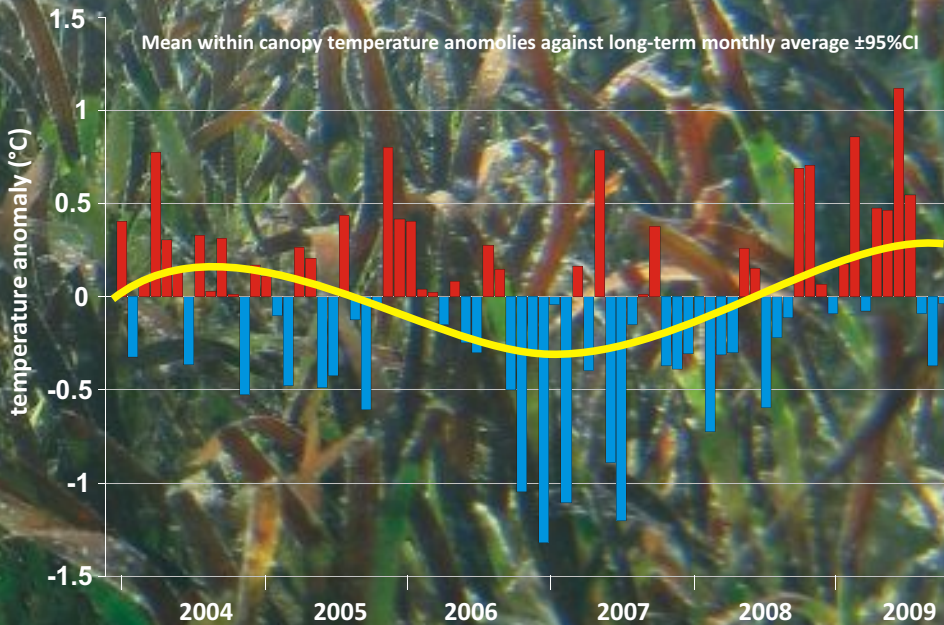 Mean within canopy temperature anomolies against long-term monthly average ±95%CI
temperature anomaly (°C)
1.5
1
0.5
0
-0.5
-1
-1.5
2004 2005 2006 2007 2008 2009